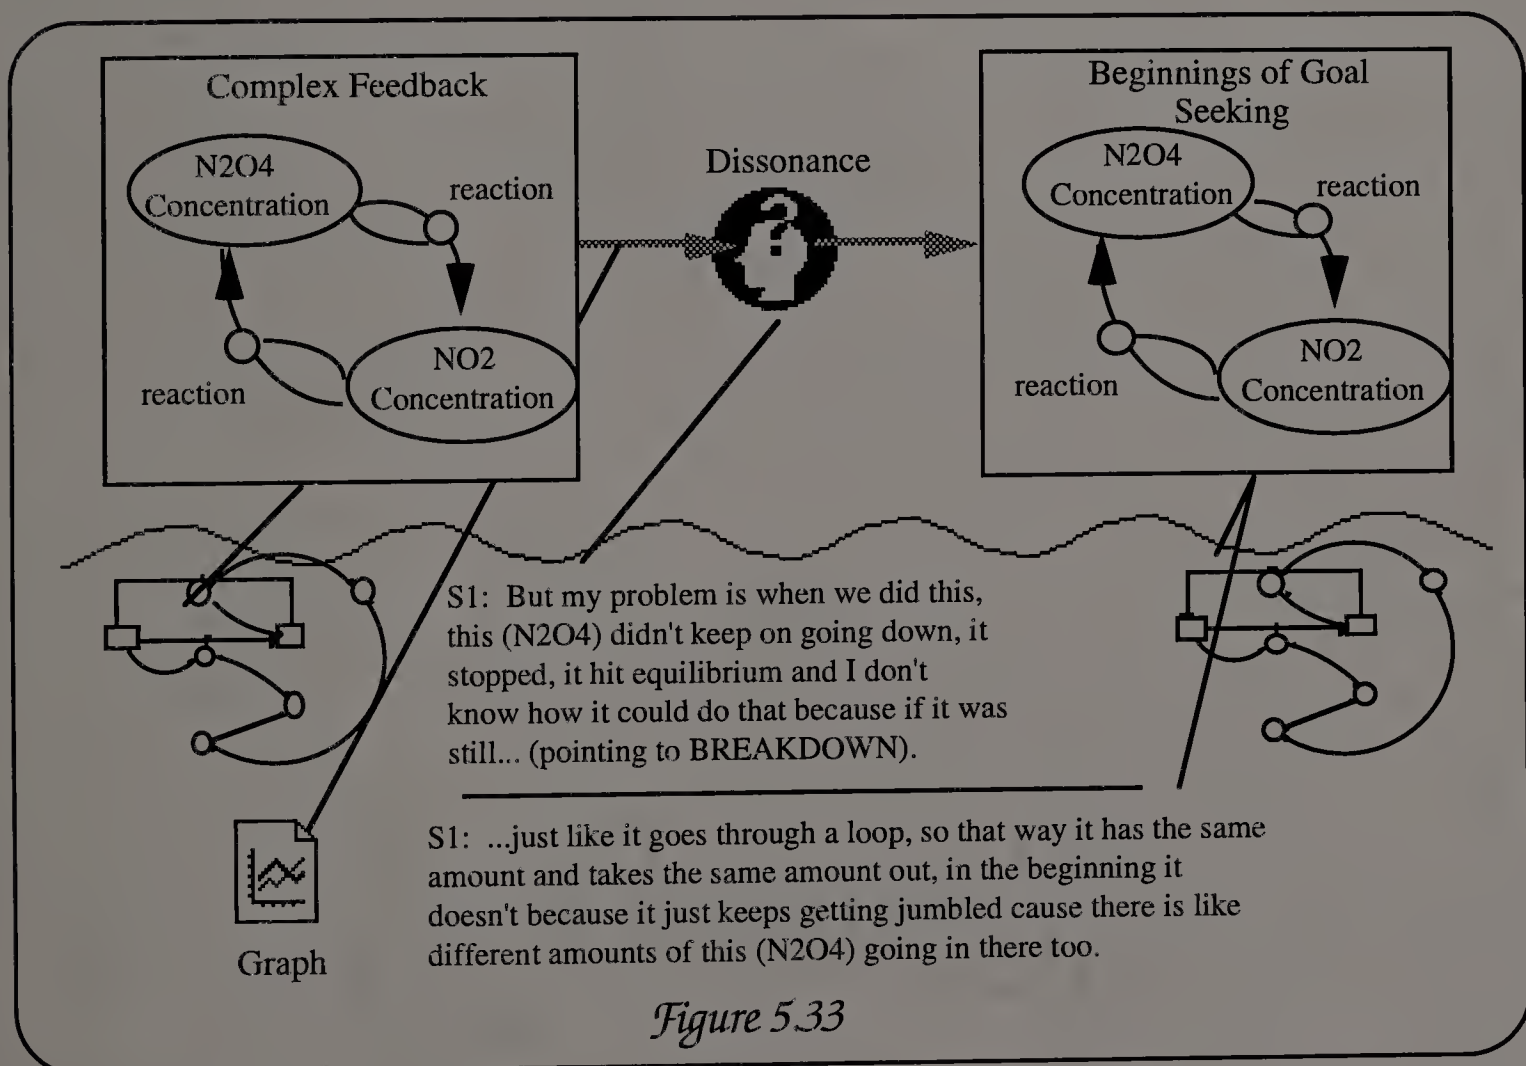 Complex Feedback
N2O4
Concentration
reaction
reaction
NO2
Concentration
Dissonance
?
Beginnings of Goal
Seeking
N2O4
Concentration
reaction
reaction
NO2
Concentration
S1: But my problem is when we did this,
this (N2O4) didn't keep on going down, it
stopped, it hit equilibrium and I don't
know how it could do that because if it was
still... (pointing to BREAKDOWN).
S1: ...just like it goes through a loop, so that way it has the same
amount and takes the same amount out, in the beginning it
doesn't because it just keeps getting jumbled cause there is like
different amounts of this (N2O4) going in there too.
Graph
Figure 5.33